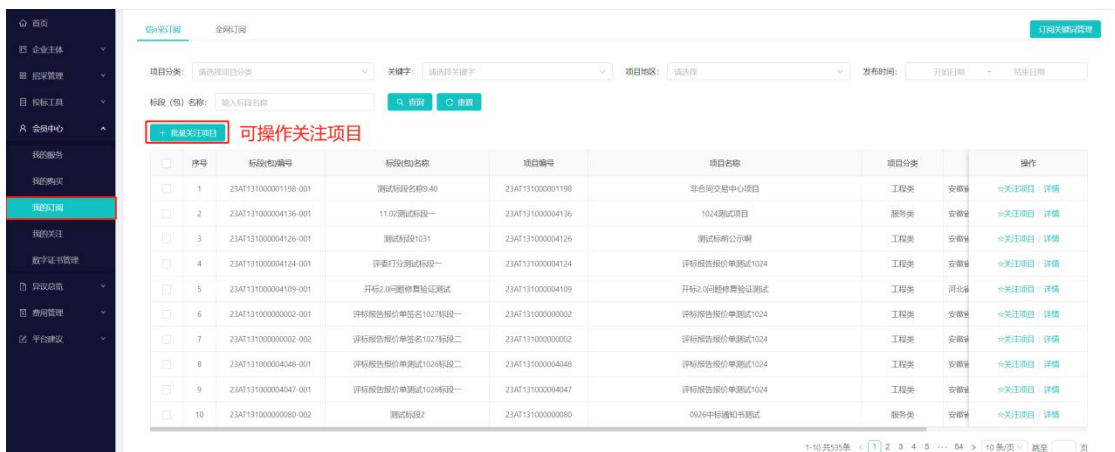 首页
企业主体
招采管理
投标工具
会员中心
我的服务
我的购买
我的订阅
我的关注
数字证书管理
异议总览
费用管理
平台建议
信e采订阅 全网订阅 订阅关键词管理
项目分类: 请选择项目分类 关键字: 请选择关键字 项目地区: 请选择 发布时间: 开始日期 ~ 结束日期
标段(包)名称: 输入标段名称 查询 重置
+ 批量关注项目 可操作关注项目
序号 标段(包)编号 标段(包)名称 项目编号 项目名称 项目分类 操作
1 23AT131000001198-001 测试标段名称9.40 23AT131000001198 非合同交易中心项目 工程类 安徽省 ☆关注项目 详情
2 23AT131000004136-001 11.02测试标段一 23AT131000004136 1024测试项目 服务类 安徽省 ☆关注项目 详情
3 23AT131000004126-001 测试标段1031 23AT131000004126 测试标前公示啊 工程类 安徽省 ☆关注项目 详情
4 23AT131000004124-001 评委打分测试标段一 23AT131000004124 评标报告报价单测试1024 工程类 安徽省 ☆关注项目 详情
5 23AT131000004109-001 开标2.0问题修复验证测试 23AT131000004109 开标2.0问题修复验证测试 工程类 河北省 ☆关注项目 详情
6 23AT131000000002-001 评标报告报价单签名1027标段一 23AT131000000002 评标报告报价单测试1024 工程类 安徽省 ☆关注项目 详情
7 23AT131000000002-002 评标报告报价单签名1027标段二 23AT131000000002 评标报告报价单测试1024 工程类 安徽省 ☆关注项目 详情
8 23AT131000004048-001 评标报告报价单测试1026标段二 23AT131000004048 评标报告报价单测试1024 工程类 安徽省 ☆关注项目 详情
9 23AT131000004047-001 评标报告报价单测试1026标段一 23AT131000004047 评标报告报价单测试1024 工程类 安徽省 ☆关注项目 详情
10 23AT131000000080-002 测试标段2 23AT131000000080 0926中标通知书测试 服务类 安徽省 ☆关注项目 详情
1-10 共535条 < 1 2 3 4 5 ··· 54 > 10 条/页 跳至 页